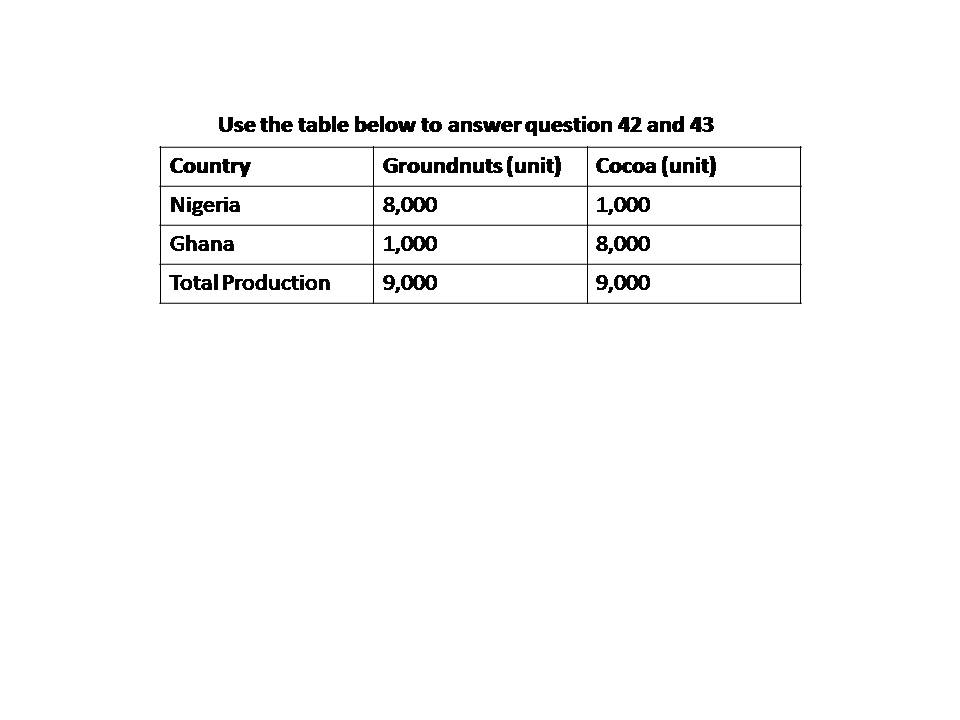 Use the table below to answer question 42 and 43
Country Groundnuts (unit) Cocoa (unit)
Nigeria 8,000 1,000
Ghana 1,000 8,000
Total Production 9,000 9,000